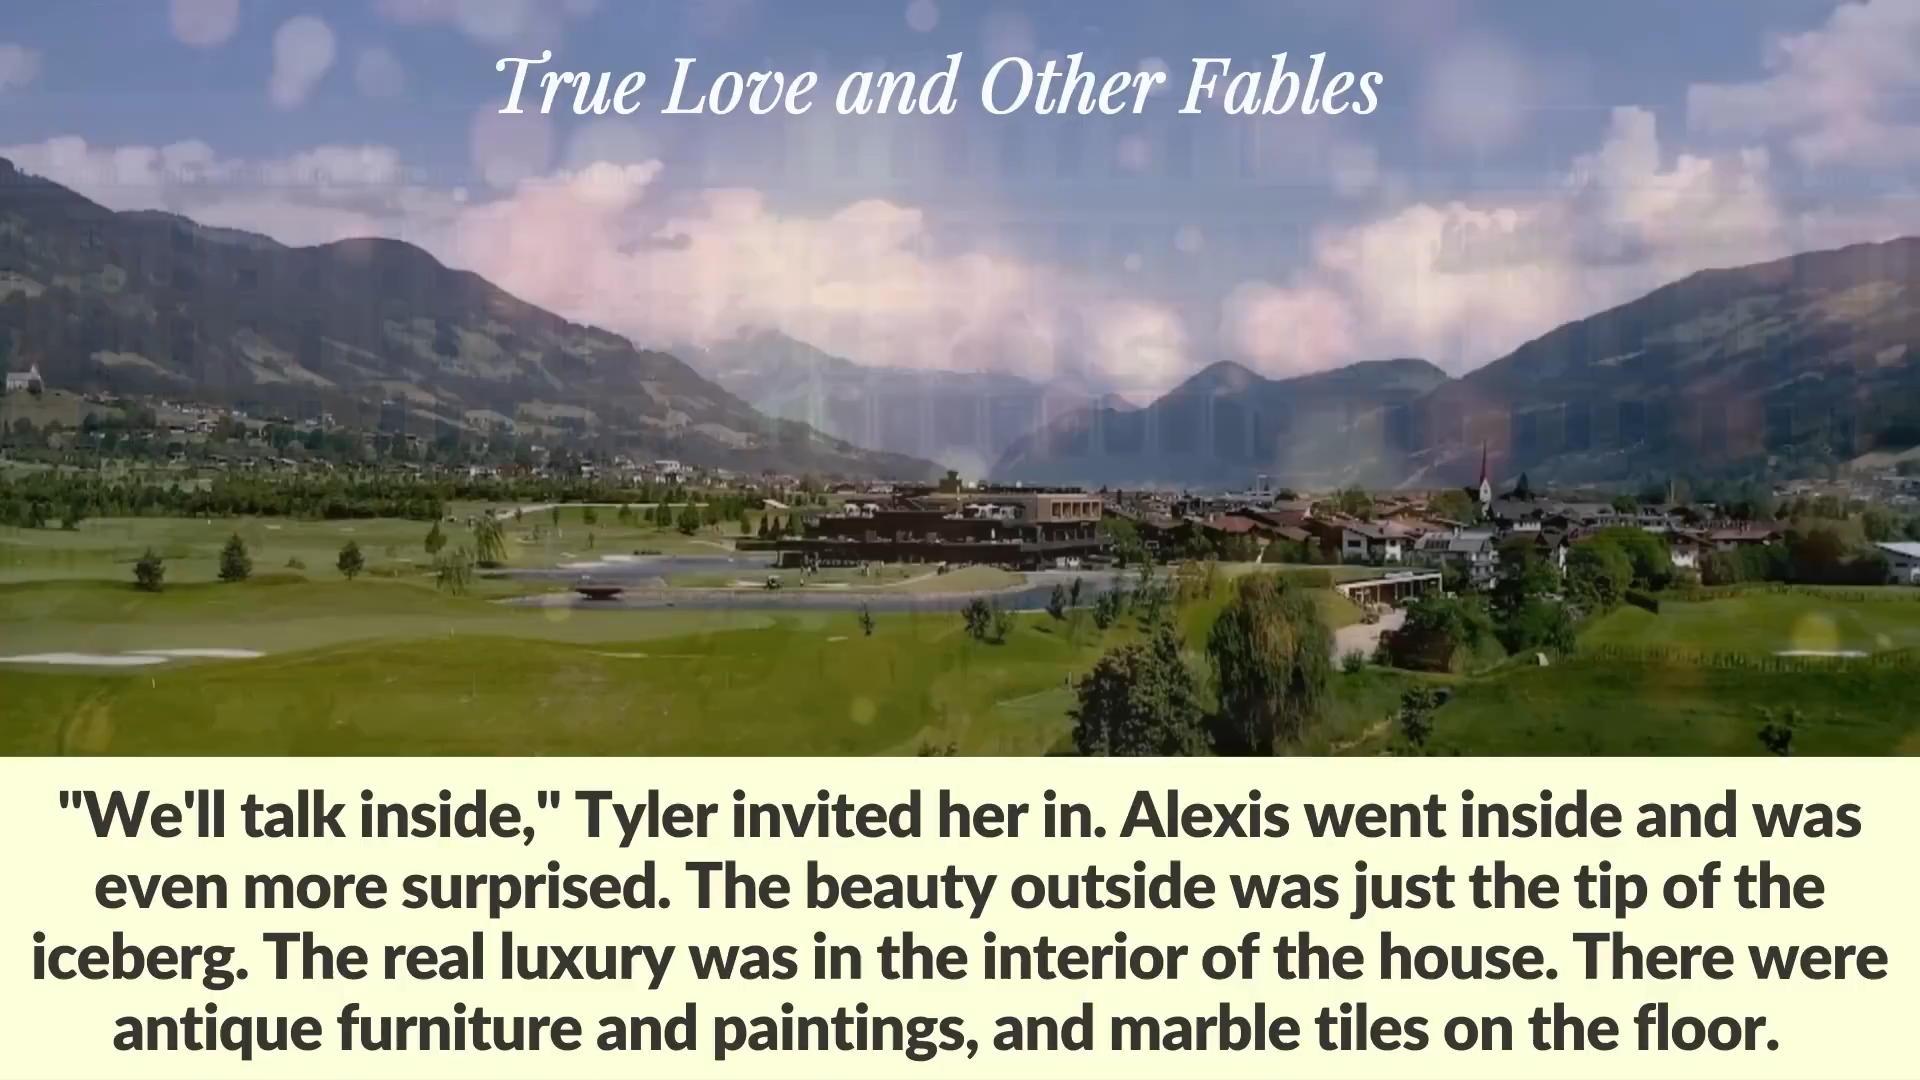 True Love and Other Fables
"We'll talk inside," Tyler invited her in. Alexis went inside and was
even more surprised. The beauty outside was just the tip of the
iceberg. The real luxury was in the interior of the house. There were
antique furniture and paintings, and marble tiles on the floor.